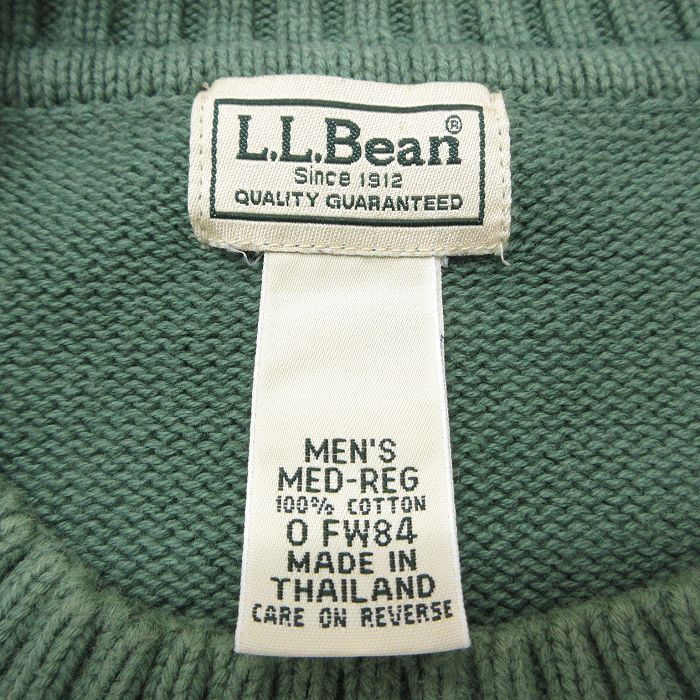 L.L.Bean®
Since 1912
QUALITY GUARANTEED
MEN'S
MED-REG
100% COTTON
0 FW84
MADE IN
THAILAND
CARE ON REVERSE